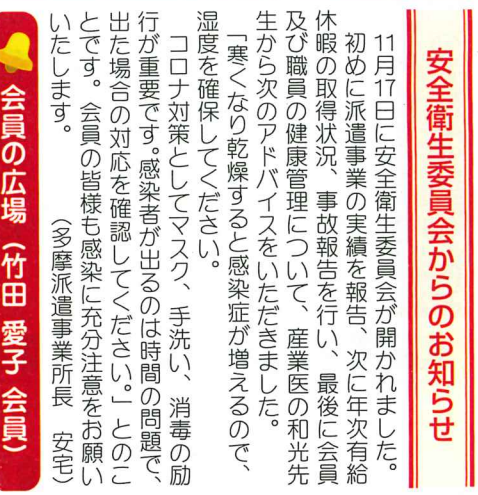 安全衛生委員会からのお知らせ
11月17日に安全衛生委員会が開かれました。
初めに派遣事業の実績を報告、次に年次有給
休暇の取得状況、事故報告を行い、最後に会員
及び職員の健康管理について、産業医の和光先
生から次のアドバイスをいただきました。
「寒くなり乾燥すると感染症が増えるので、
湿度を確保してください。
コロナ対策としてマスク、手洗い、消毒の励
行が重要です。感染者が出るのは時間の問題で、
出た場合の対応を確認してください。」とのこ
とです。会員の皆様も感染に充分注意をお願い
いたします。
（多摩派遣事業所長 安宅）
会員の広場（竹田 愛子 会員）